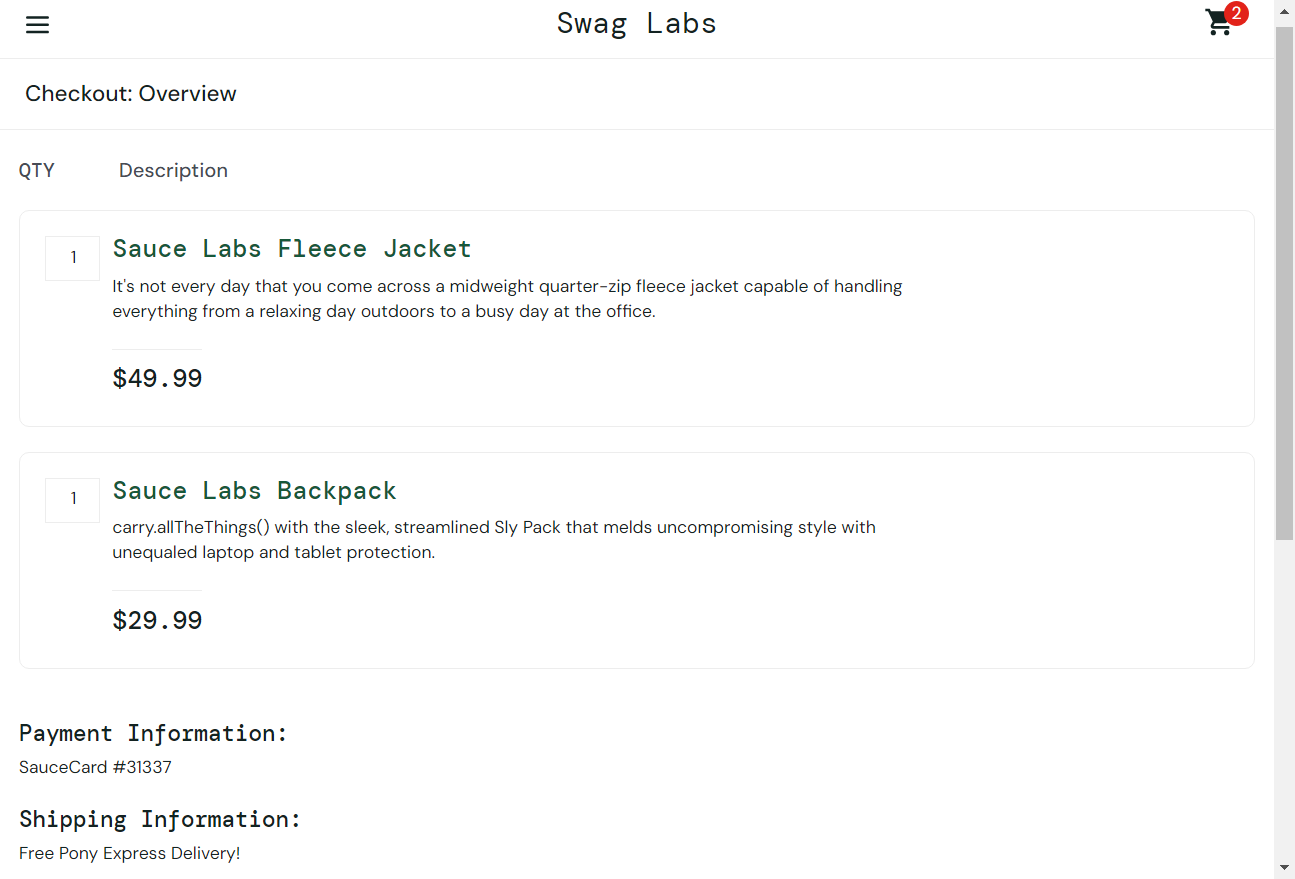 Swag Labs
2
Checkout: Overview
QTY Description
1
Sauce Labs Fleece Jacket
It's not every day that you come across a midweight quarter-zip fleece jacket capable of handling
everything from a relaxing day outdoors to a busy day at the office.
$49.99
1
Sauce Labs Backpack
carry.allTheThings() with the sleek, streamlined Sly Pack that melds uncompromising style with
unequaled laptop and tablet protection.
$29.99
Payment Information:
SauceCard #31337
Shipping Information:
Free Pony Express Delivery!